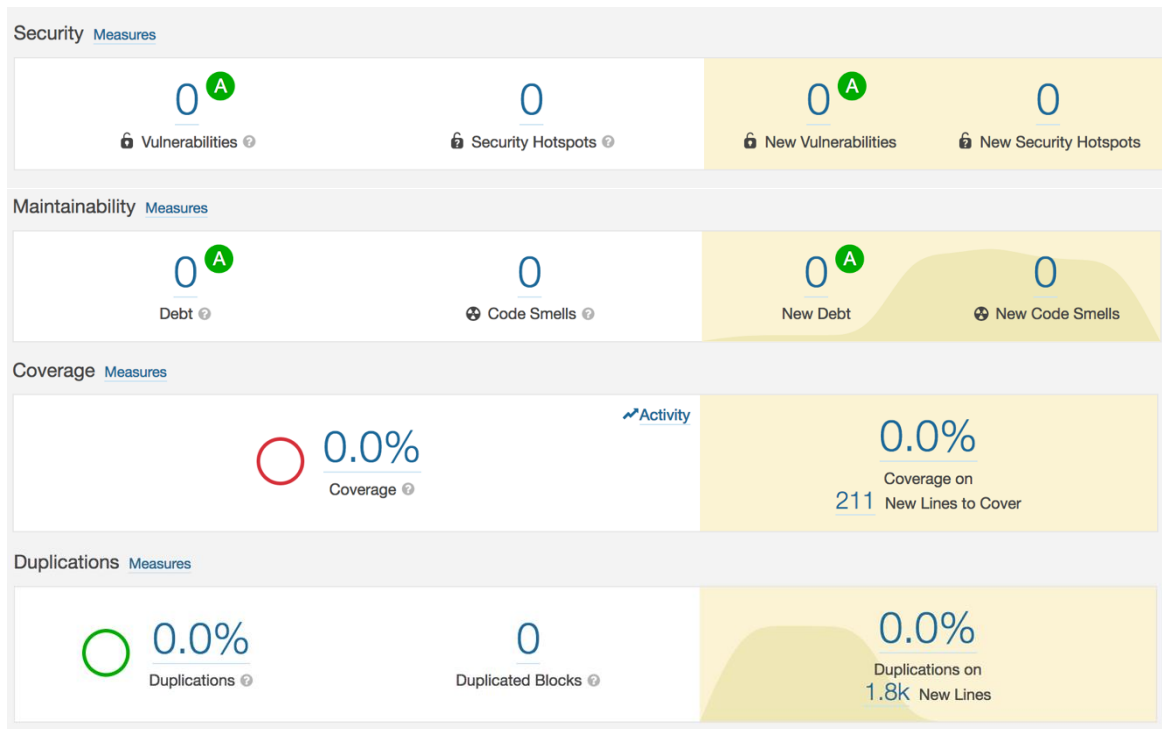 Security Measures
0 A 0 0 A 0
Vulnerabilities ? Security Hotspots ? New Vulnerabilities New Security Hotspots
Maintainability Measures
0 A 0 0 A 0
Debt ? Code Smells ? New Debt New Code Smells
Coverage Measures
Activity
0.0% 0.0%
Coverage ? Coverage on
211 New Lines to Cover
Duplications Measures
0.0% 0 0.0%
Duplications ? Duplicated Blocks ? Duplications on
1.8k New Lines